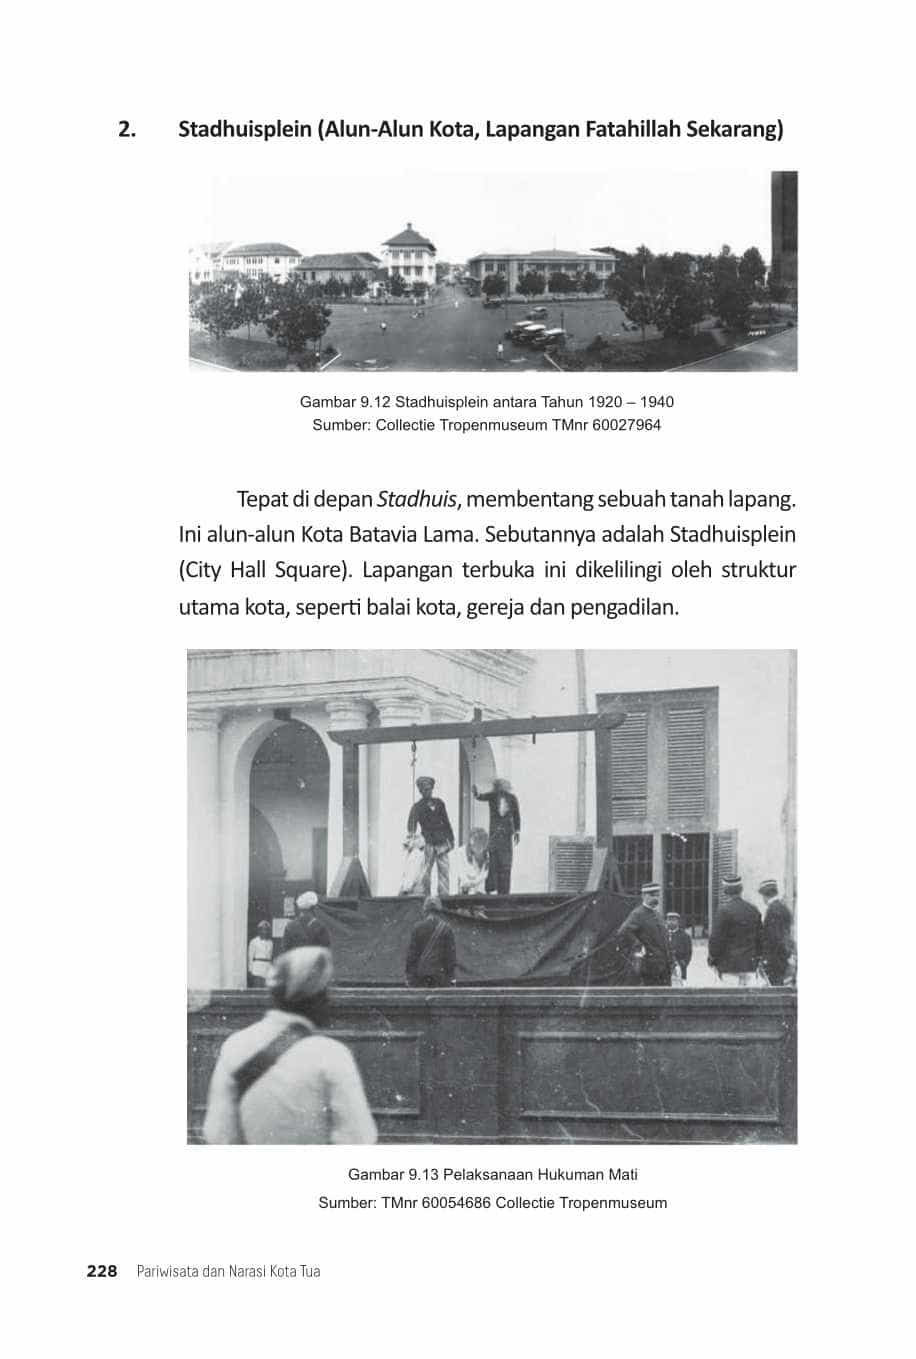 2. Stadhuisplein (Alun-Alun Kota, Lapangan Fatahillah Sekarang)
Gambar 9.12 Stadhuisplein antara Tahun 1920 – 1940
Sumber: Collectie Tropenmuseum TMnr 60027964
Tepat di depan Stadhuis, membentang sebuah tanah lapang.
Ini alun-alun Kota Batavia Lama. Sebutannya adalah Stadhuisplein
(City Hall Square). Lapangan terbuka ini dikelilingi oleh struktur
utama kota, seperti balai kota, gereja dan pengadilan.
Gambar 9.13 Pelaksanaan Hukuman Mati
Sumber: TMnr 60054686 Collectie Tropenmuseum
228 Pariwisata dan Narasi Kota Tua